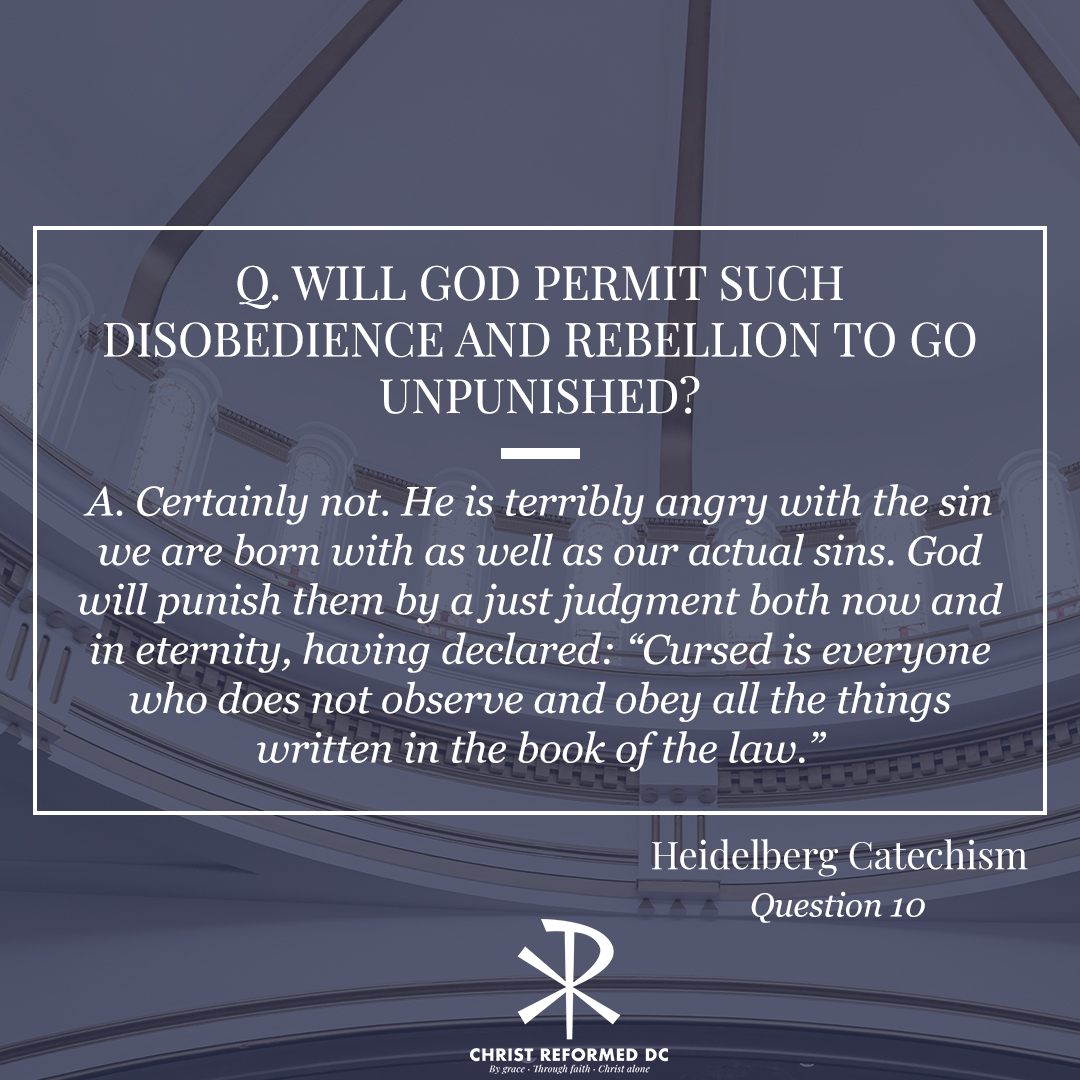 Q. WILL GOD PERMIT SUCH
DISOBEDIENCE AND REBELLION TO GO
UNPUNISHED?
A. Certainly not. He is terribly angry with the sin
we are born with as well as our actual sins. God
will punish them by a just judgment both now and
in eternity, having declared: “Cursed is everyone
who does not observe and obey all the things
written in the book of the law.”
Heidelberg Catechism
Question 10
CHRIST REFORMED DC
By grace · Through faith · Christ alone